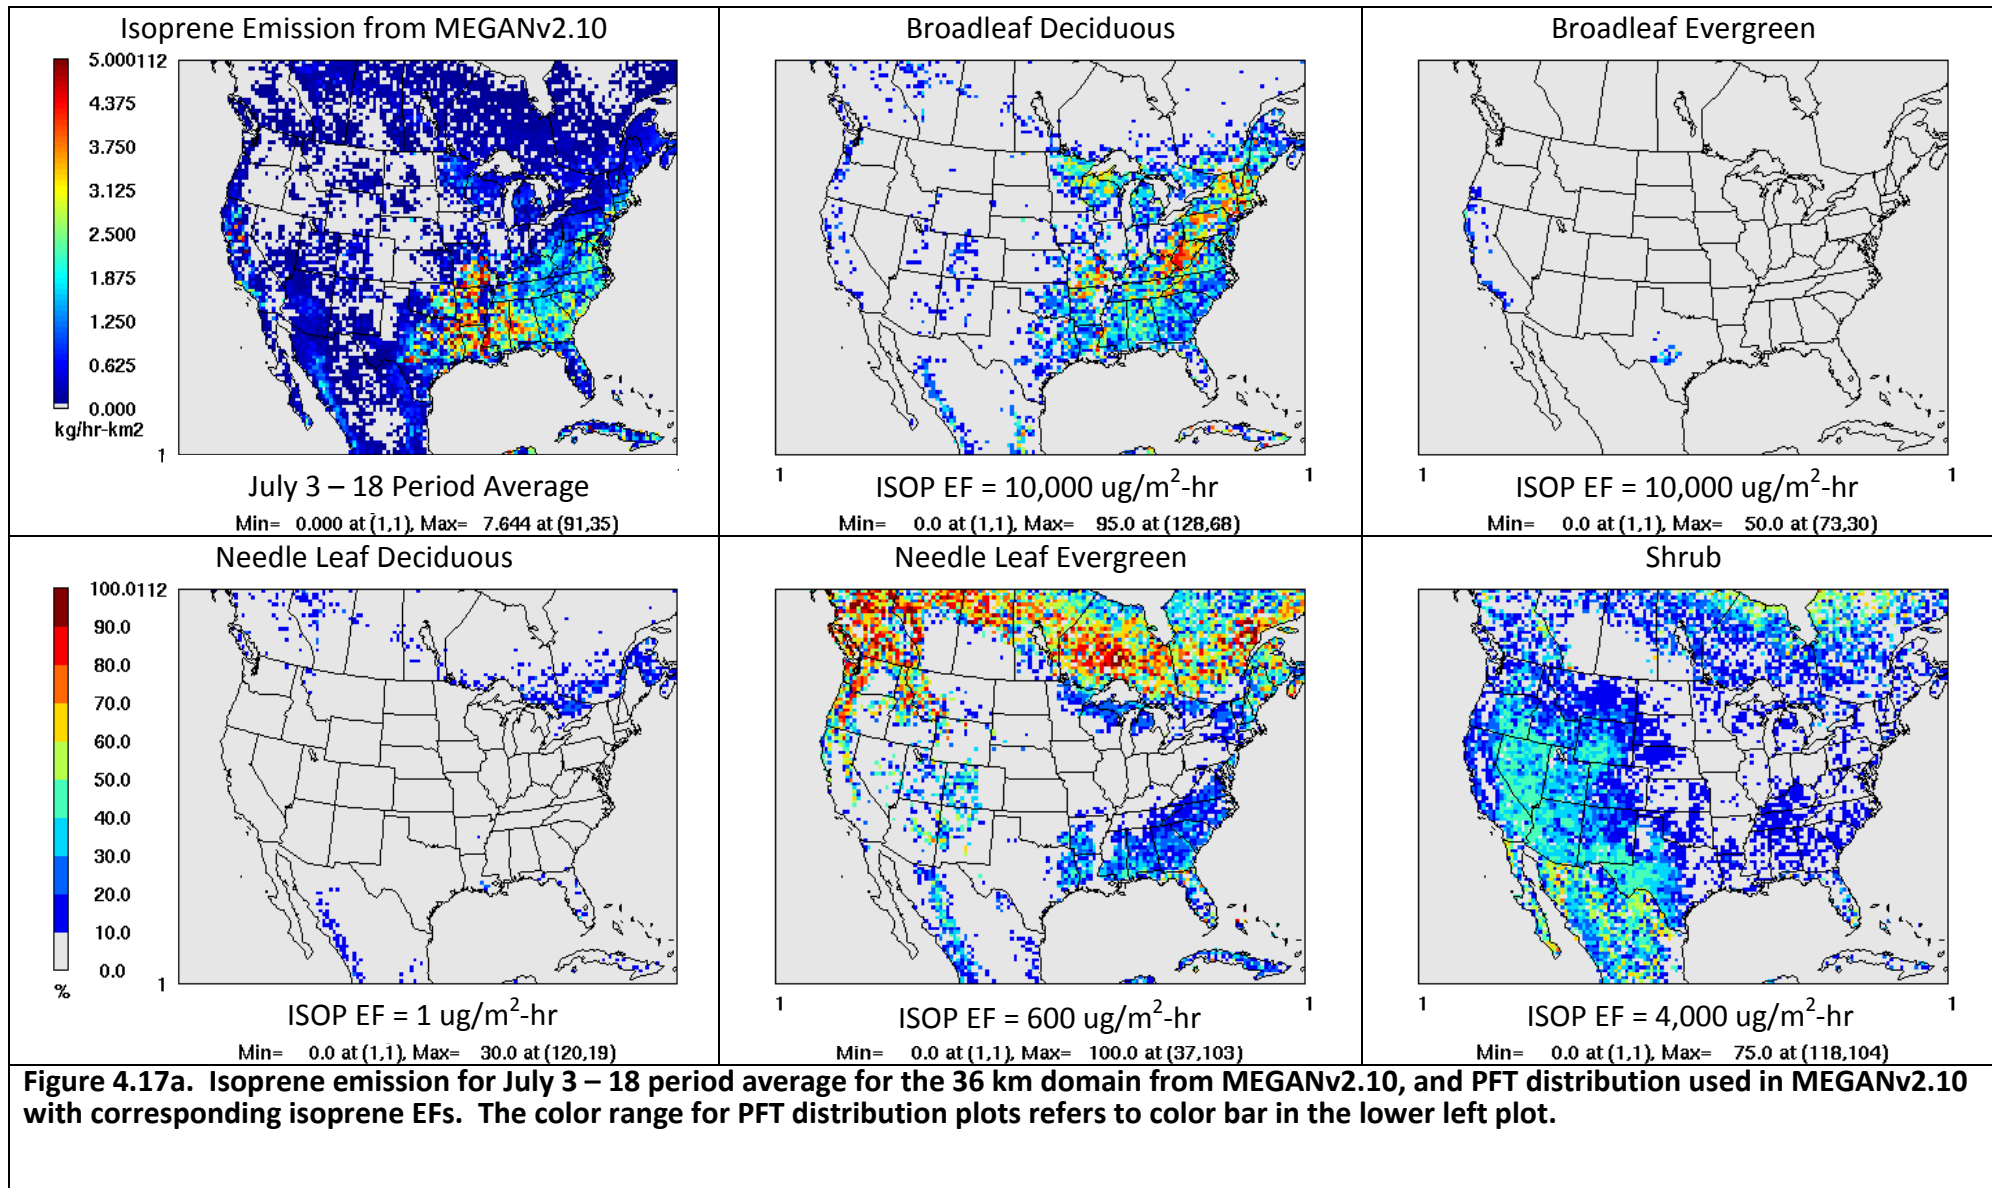 Isoprene Emission from MEGANv2.10
5.000112
4.375
3.750
3.125
2.500
1.875
1.250
0.625
0.000
kg/hr-km2
1
1
July 3 – 18 Period Average
Min= 0.000 at (1,1), Max= 7.644 at (91,35)
Broadleaf Deciduous
1
2
1
ISOP EF = 10,000 ug/m²-hr
Min= 0.0 at (1,1), Max= 95.0 at (128,68)
Broadleaf Evergreen
1
2
1
ISOP EF = 10,000 ug/m²-hr
Min= 0.0 at (1,1), Max= 50.0 at (73,30)
Needle Leaf Deciduous
100.0112
90.0
80.0
70.0
60.0
50.0
40.0
30.0
20.0
10.0
0.0
%
1
2
1
ISOP EF = 1 ug/m²-hr
Min= 0.0 at (1,1), Max= 30.0 at (120,19)
Needle Leaf Evergreen
1
2
1
ISOP EF = 600 ug/m²-hr
Min= 0.0 at (1,1), Max= 100.0 at (37,103)
Shrub
1
2
1
ISOP EF = 4,000 ug/m²-hr
Min= 0.0 at (1,1), Max= 75.0 at (118,104)
Figure 4.17a. Isoprene emission for July 3 – 18 period average for the 36 km domain from MEGANv2.10, and PFT distribution used in MEGANv2.10
with corresponding isoprene EFs. The color range for PFT distribution plots refers to color bar in the lower left plot.